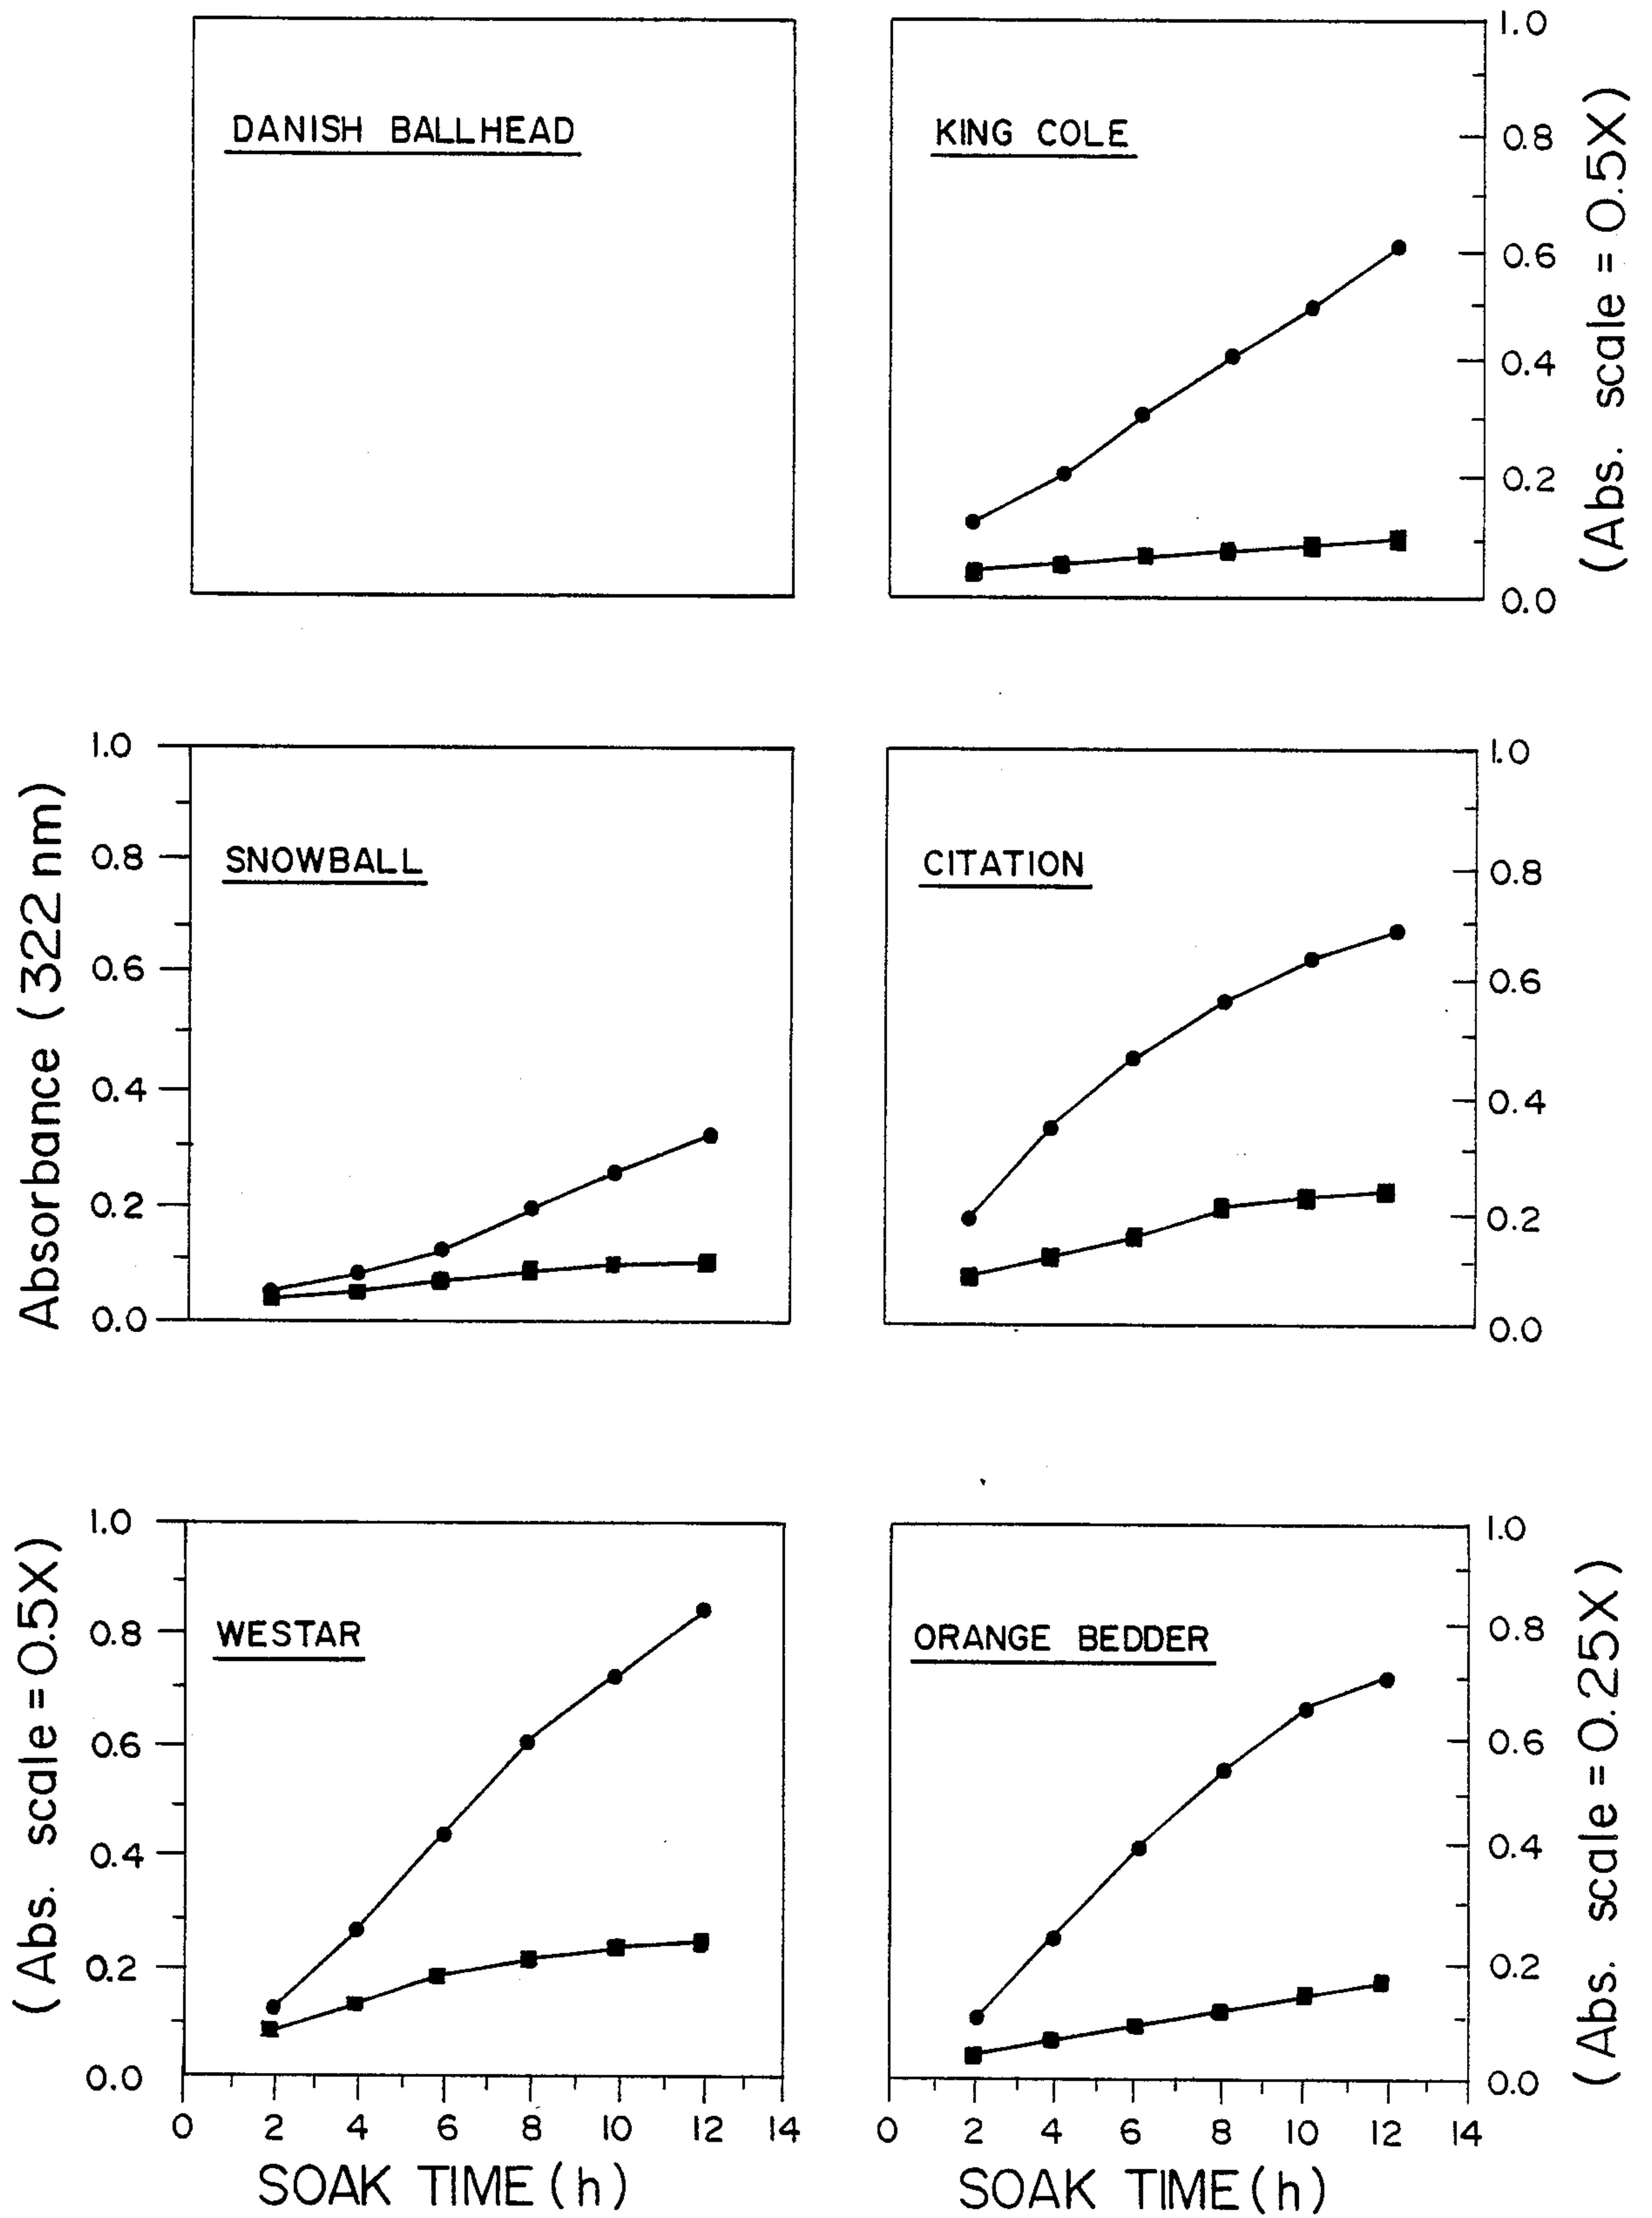 DANISH BALLHEAD
KING COLE
1.0
0.8
0.6
0.4
0.2
0.0
(Abs. scale = 0.5X)
Absorbance (322 nm)
1.0
0.8
0.6
0.4
0.2
0.0
SNOWBALL
CITATION
1.0
0.8
0.6
0.4
0.2
0.0
(Abs. scale = 0.5X)
1.0
0.8
0.6
0.4
0.2
0.0
WESTAR
0 2 4 6 8 10 12 14
SOAK TIME (h)
ORANGE BEDDER
1.0
0.8
0.6
0.4
0.2
0.0
(Abs. scale = 0.25X)
0 2 4 6 8 10 12 14
SOAK TIME (h)